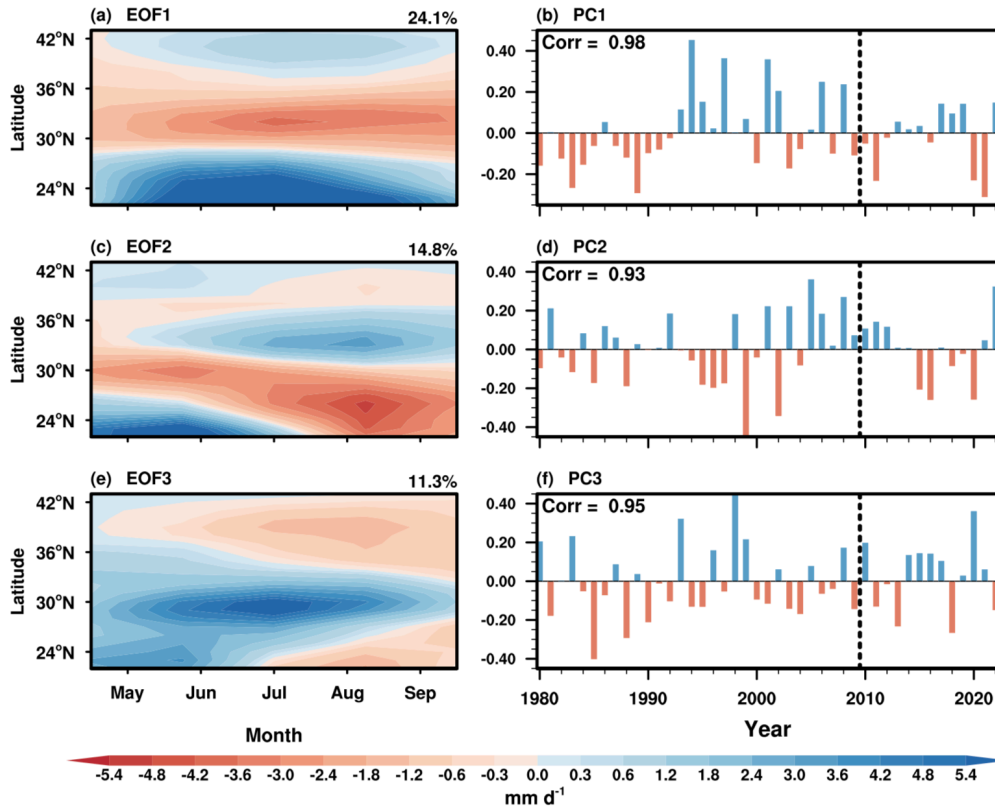 (a) EOF1 24.1% (b) PC1
42°N
36°N
30°N
24°N
Latitude
Corr = 0.98
0.40
0.20
0.00
-0.20
(c) EOF2 14.8% (d) PC2
42°N
36°N
30°N
24°N
Latitude
Corr = 0.93
0.40
0.20
0.00
-0.20
-0.40
(e) EOF3 11.3% (f) PC3
42°N
36°N
30°N
24°N
Latitude
Corr = 0.95
0.40
0.20
0.00
-0.20
-0.40
May Jun Jul Aug Sep
Month
1980 1990 2000 2010 2020
Year
-5.4 -4.8 -3.6 -2.4 -1.2 -0.6 -0.3 0.0 0.3 0.6 1.2 1.8 2.4 3.0 3.6 4.2 4.8 5.4
mm d⁻¹